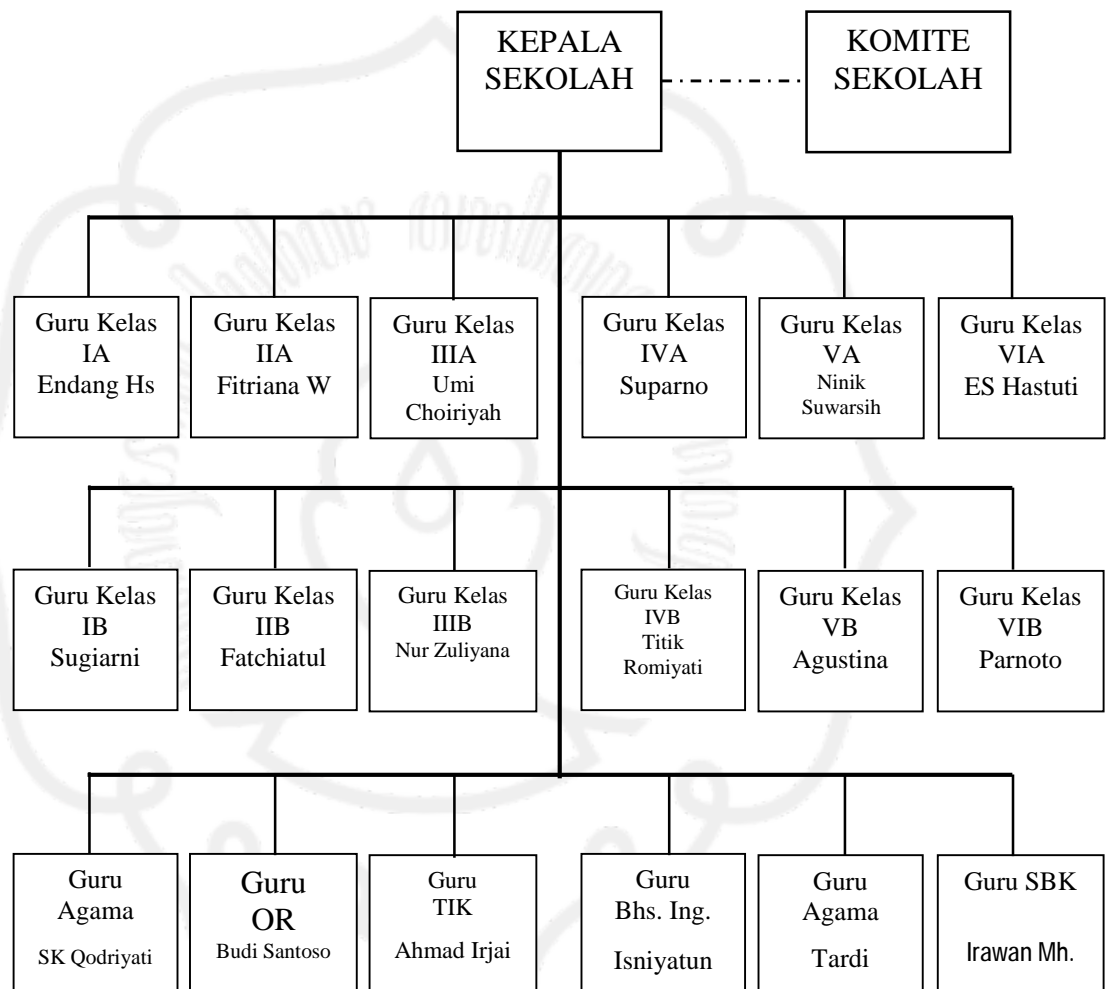 KEPALA
SEKOLAH
KOMITE
SEKOLAH
Guru Kelas
IA
Endang Hs
Guru Kelas
IIA
Fitriana W
Guru Kelas
IIIA
Umi
Choiriyah
Guru Kelas
IVA
Suparno
Guru Kelas
VA
Ninik
Suwarsih
Guru Kelas
VIA
ES Hastuti
Guru Kelas
IB
Sugiarni
Guru Kelas
IIB
Fatchiatul
Guru Kelas
IIIB
Nur Zuliyana
Guru Kelas
IVB
Titik
Romiyati
Guru Kelas
VB
Agustina
Guru Kelas
VIB
Parnoto
Guru
Agama
SK Qodriyati
Guru
OR
Budi Santoso
Guru
TIK
Ahmad Irjai
Guru
Bhs. Ing.
Isniyatun
Guru
Agama
Tardi
Guru SBK
Irawan Mh.